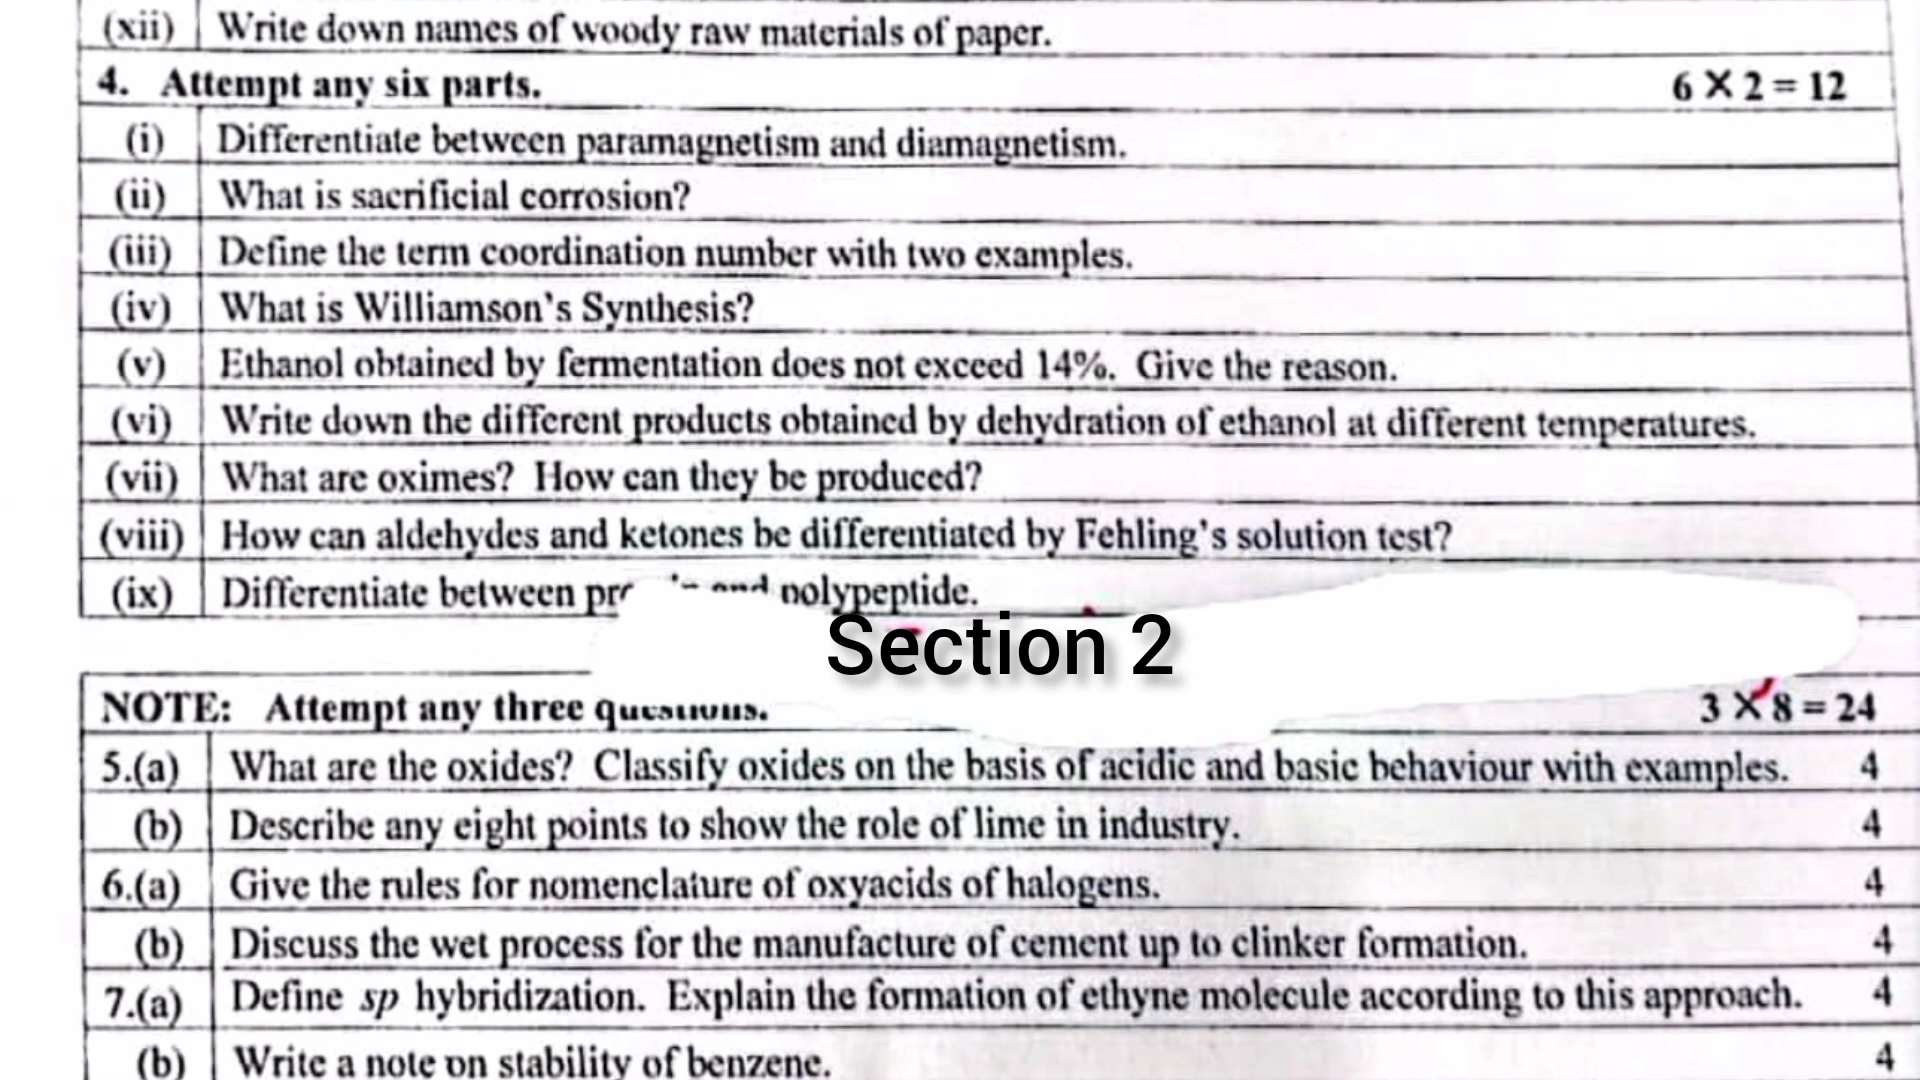 (xii) Write down names of woody raw materials of paper.
4. Attempt any six parts. 6 X 2 = 12
(i) Differentiate between paramagnetism and diamagnetism.
(ii) What is sacrificial corrosion?
(iii) Define the term coordination number with two examples.
(iv) What is Williamson's Synthesis?
(v) Ethanol obtained by fermentation does not exceed 14%. Give the reason.
(vi) Write down the different products obtained by dehydration of ethanol at different temperatures.
(vii) What are oximes? How can they be produced?
(viii) How can aldehydes and ketones be differentiated by Fehling's solution test?
(ix) Differentiate between and polypeptide.
Section 2
NOTE: Attempt any three questions. 3 X 8 = 24
5.(a) What are the oxides? Classify oxides on the basis of acidic and basic behaviour with examples. 4
(b) Describe any eight points to show the role of lime in industry. 4
6.(a) Give the rules for nomenclature of oxyacids of halogens. 4
(b) Discuss the wet process for the manufacture of cement up to clinker formation. 4
7.(a) Define sp hybridization. Explain the formation of ethyne molecule according to this approach. 4
(b) Write a note on stability of benzene. 4